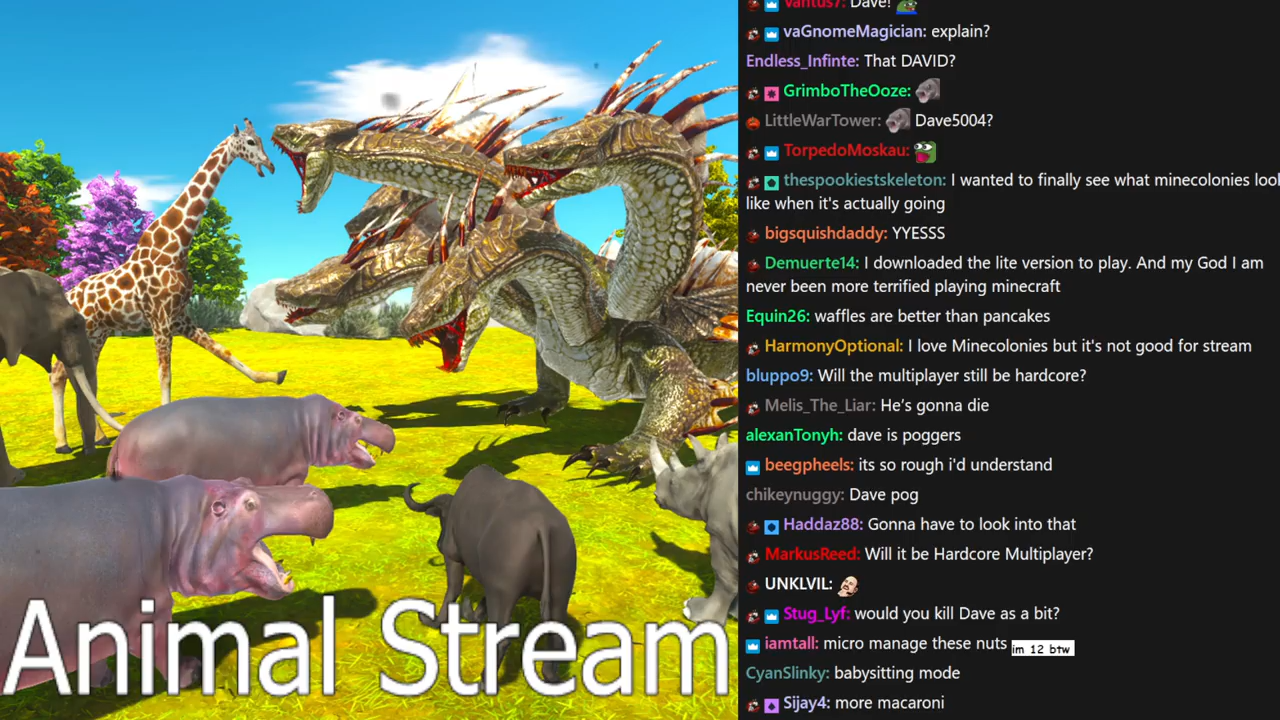 Vantus7: Dave!
vaGnomeMagician: explain?
Endless_Infinte: That DAVID?
GrimboTheOoze:
LittleWarTower: Dave5004?
TorpedoMoskau:
thespookiestskeleton: I wanted to finally see what minecolonies look
like when it's actually going
bigsquishdaddy: YYESSS
Demuerte14: I downloaded the lite version to play. And my God I am
never been more terrified playing minecraft
Equin26: waffles are better than pancakes
HarmonyOptional: I love Minecolonies but it's not good for stream
bluppo9: Will the multiplayer still be hardcore?
Melis_The_Liar: He's gonna die
alexanTonyh: dave is poggers
beegpheels: its so rough i'd understand
chikeynuggy: Dave pog
Haddaz88: Gonna have to look into that
MarkusReed: Will it be Hardcore Multiplayer?
UNKLVIL:
Stug_Lyf: would you kill Dave as a bit?
iamtall: micro manage these nuts im 12 btw
CyanSlinky: babysitting mode
Sijay4: more macaroni
Animal Stream